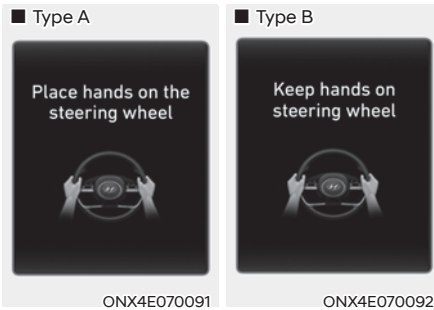 ■ Type A
Place hands on the
steering wheel
ONX4E070091
■ Type B
Keep hands on
steering wheel
ONX4E070092